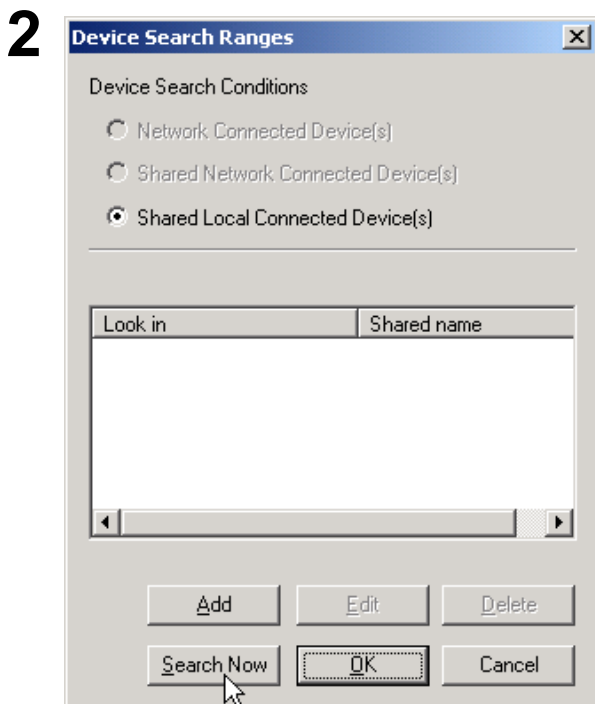 2
Device Search Ranges
Device Search Conditions
Network Connected Device(s)
Shared Network Connected Device(s)
Shared Local Connected Device(s)
Look in Shared name
Add Edit Delete
Search Now OK Cancel